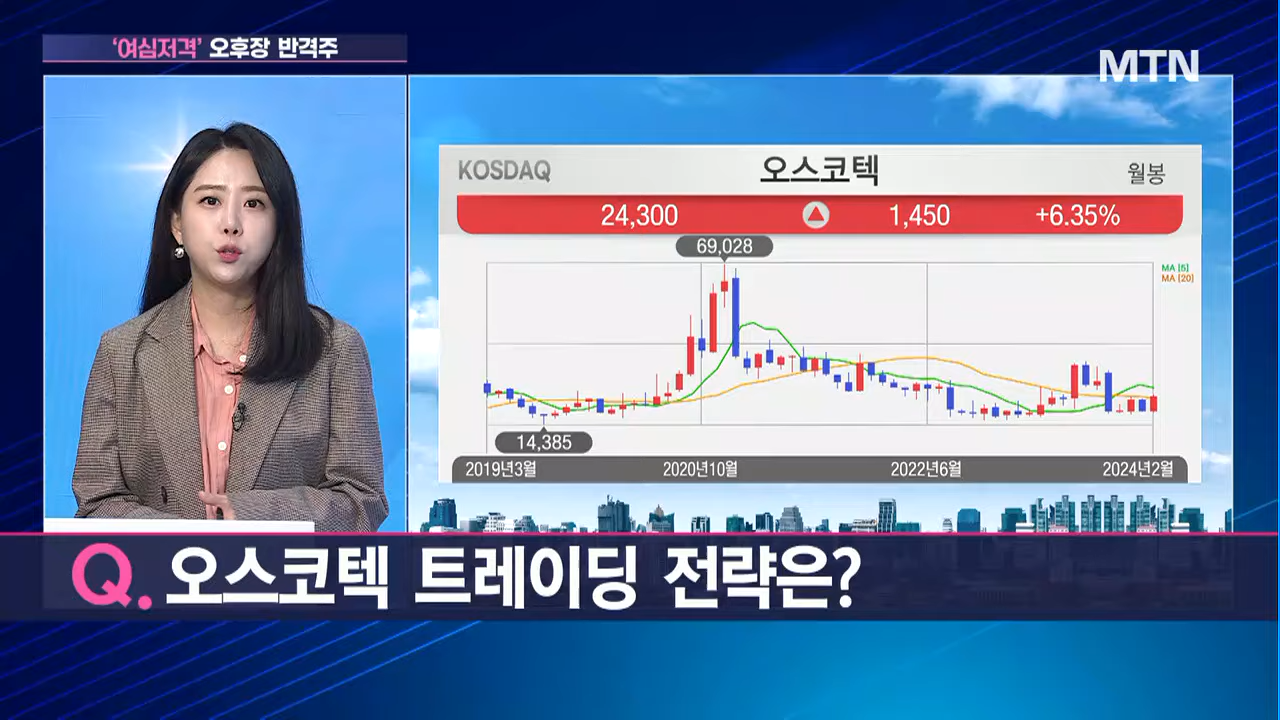 ‘여심저격’ 오후장 반격주
MTN
KOSDAQ
오스코텍
월봉
24,300
1,450
+6.35%
69,028
MA [5]
MA [20]
14,385
2019년3월
2020년10월
2022년6월
2024년2월
Q. 오스코텍 트레이딩 전략은?